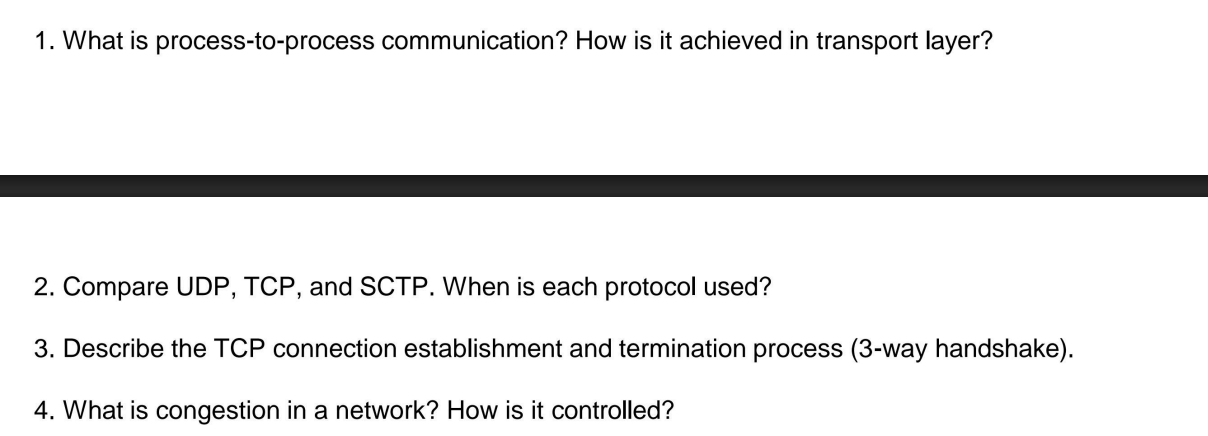 1. What is process-to-process communication? How is it achieved in transport layer?
2. Compare UDP, TCP, and SCTP. When is each protocol used?
3. Describe the TCP connection establishment and termination process (3-way handshake).
4. What is congestion in a network? How is it controlled?